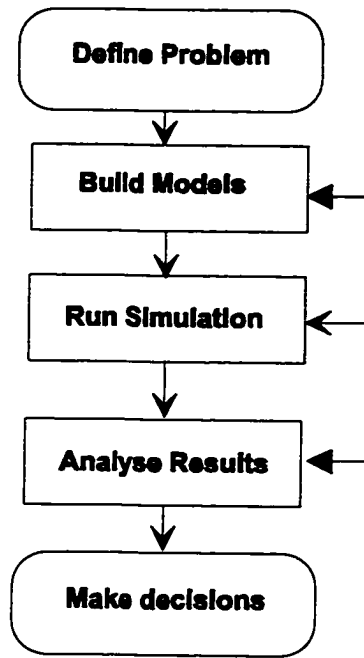 Define Problem
Build Models
Run Simulation
Analyse Results
Make decisions